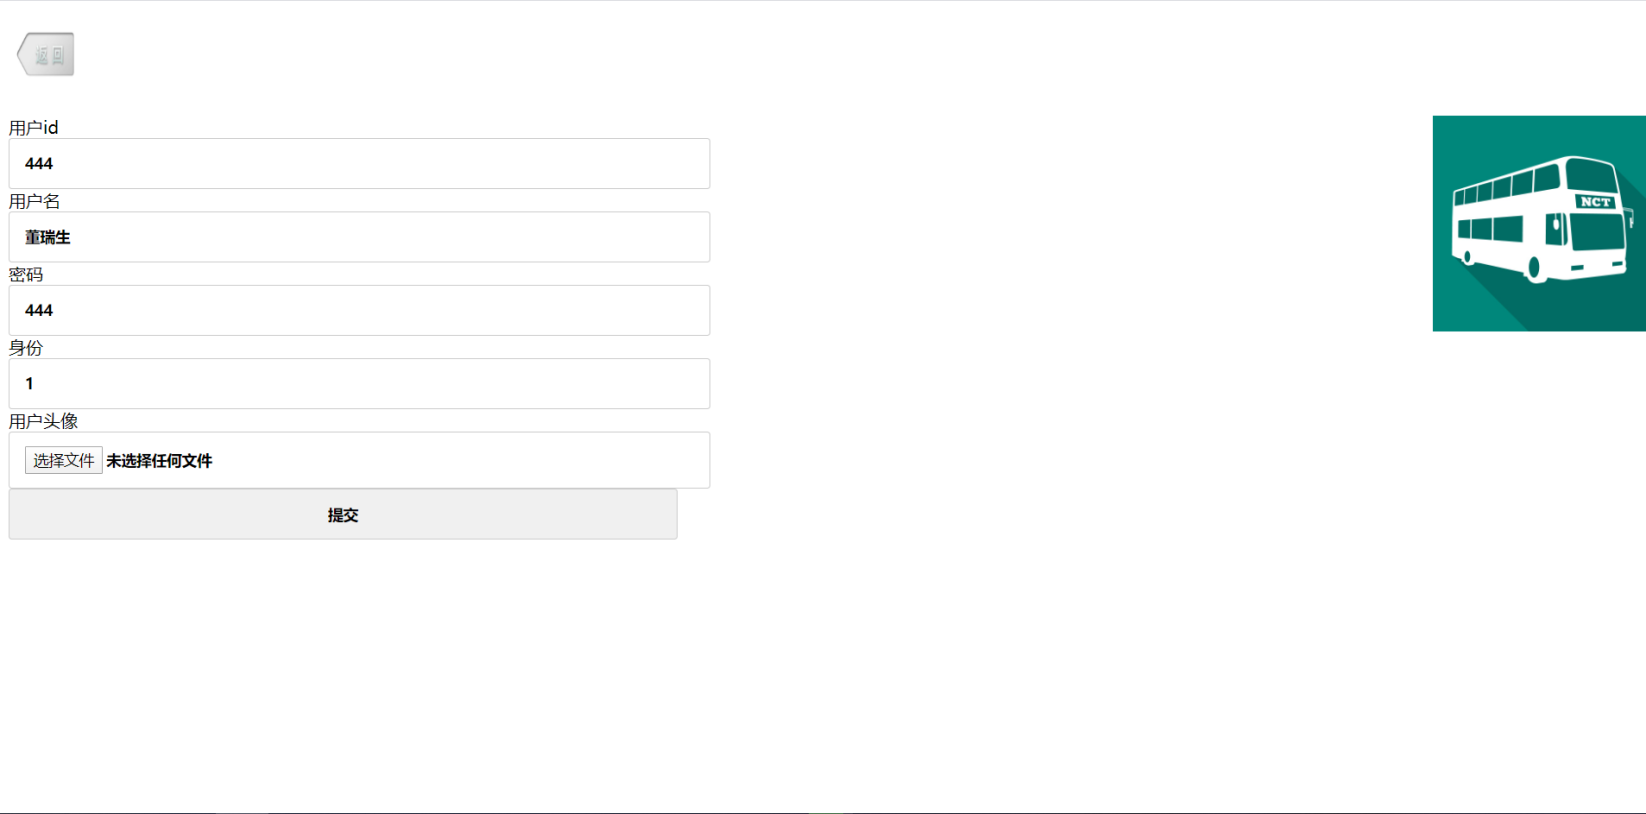 返回
用户id
444
用户名
董瑞生
密码
444
身份
1
用户头像
选择文件 未选择任何文件
提交
NCT